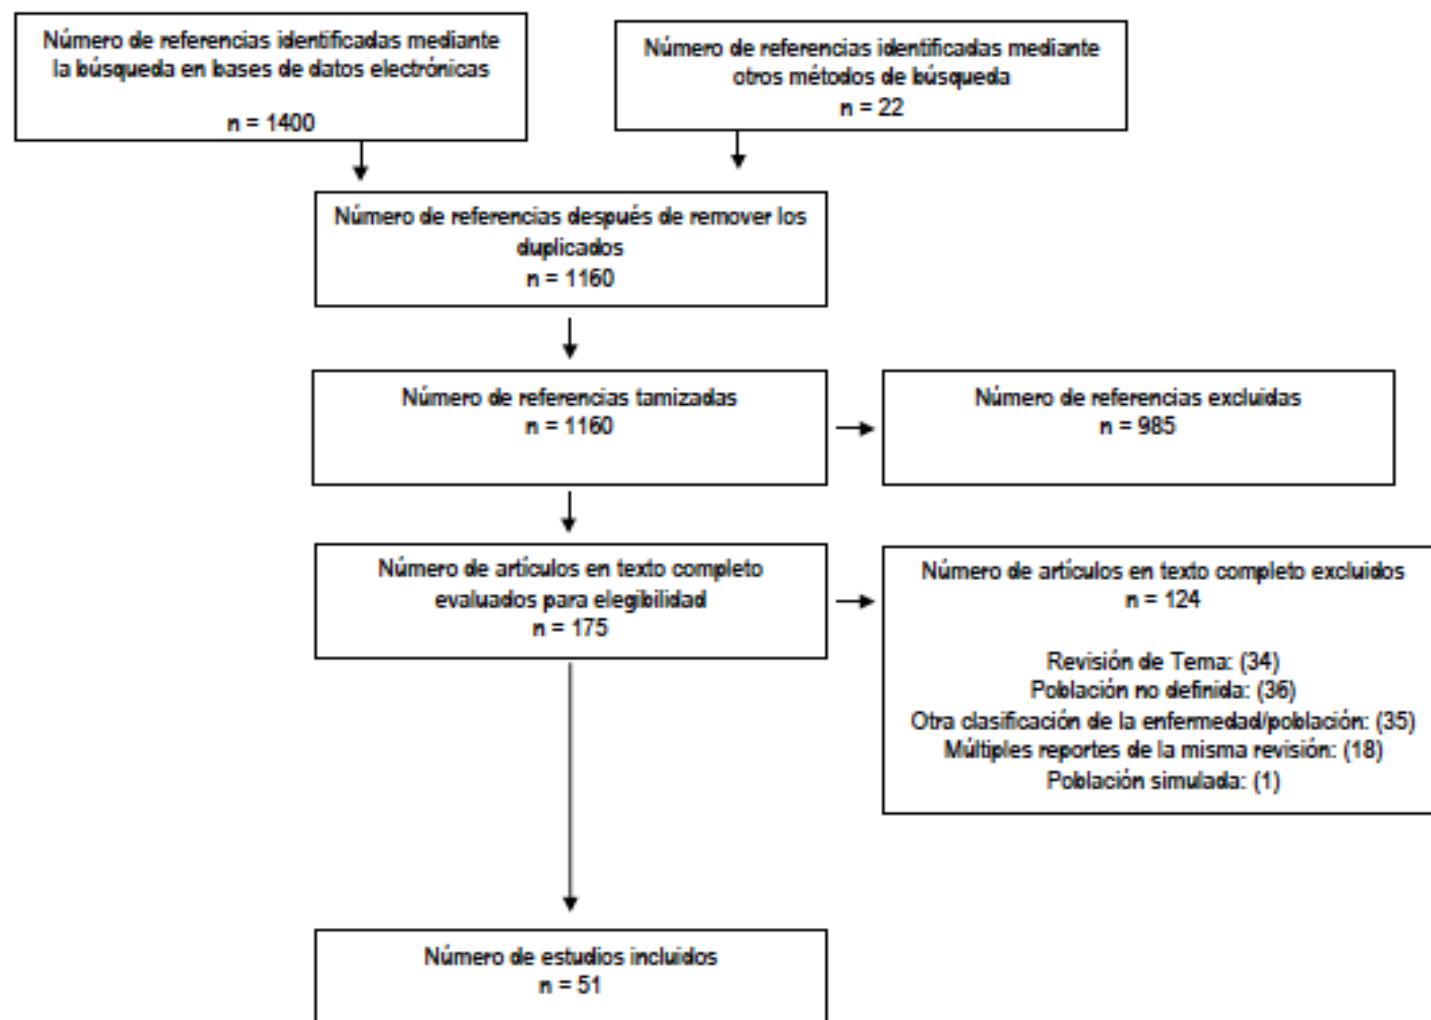 Número de referencias identificadas mediante
la búsqueda en bases de datos electrónicas
n = 1400
Número de referencias identificadas mediante
otros métodos de búsqueda
n = 22
Número de referencias después de remover los
duplicados
n = 1160
Número de referencias tamizadas
n = 1160
Número de referencias excluidas
n = 985
Número de artículos en texto completo
evaluados para elegibilidad
n = 175
Número de artículos en texto completo excluidos
n = 124
Revisión de Tema: (34)
Población no definida: (36)
Otra clasificación de la enfermedad/población: (35)
Múltiples reportes de la misma revisión: (18)
Población simulada: (1)
Número de estudios incluidos
n = 51